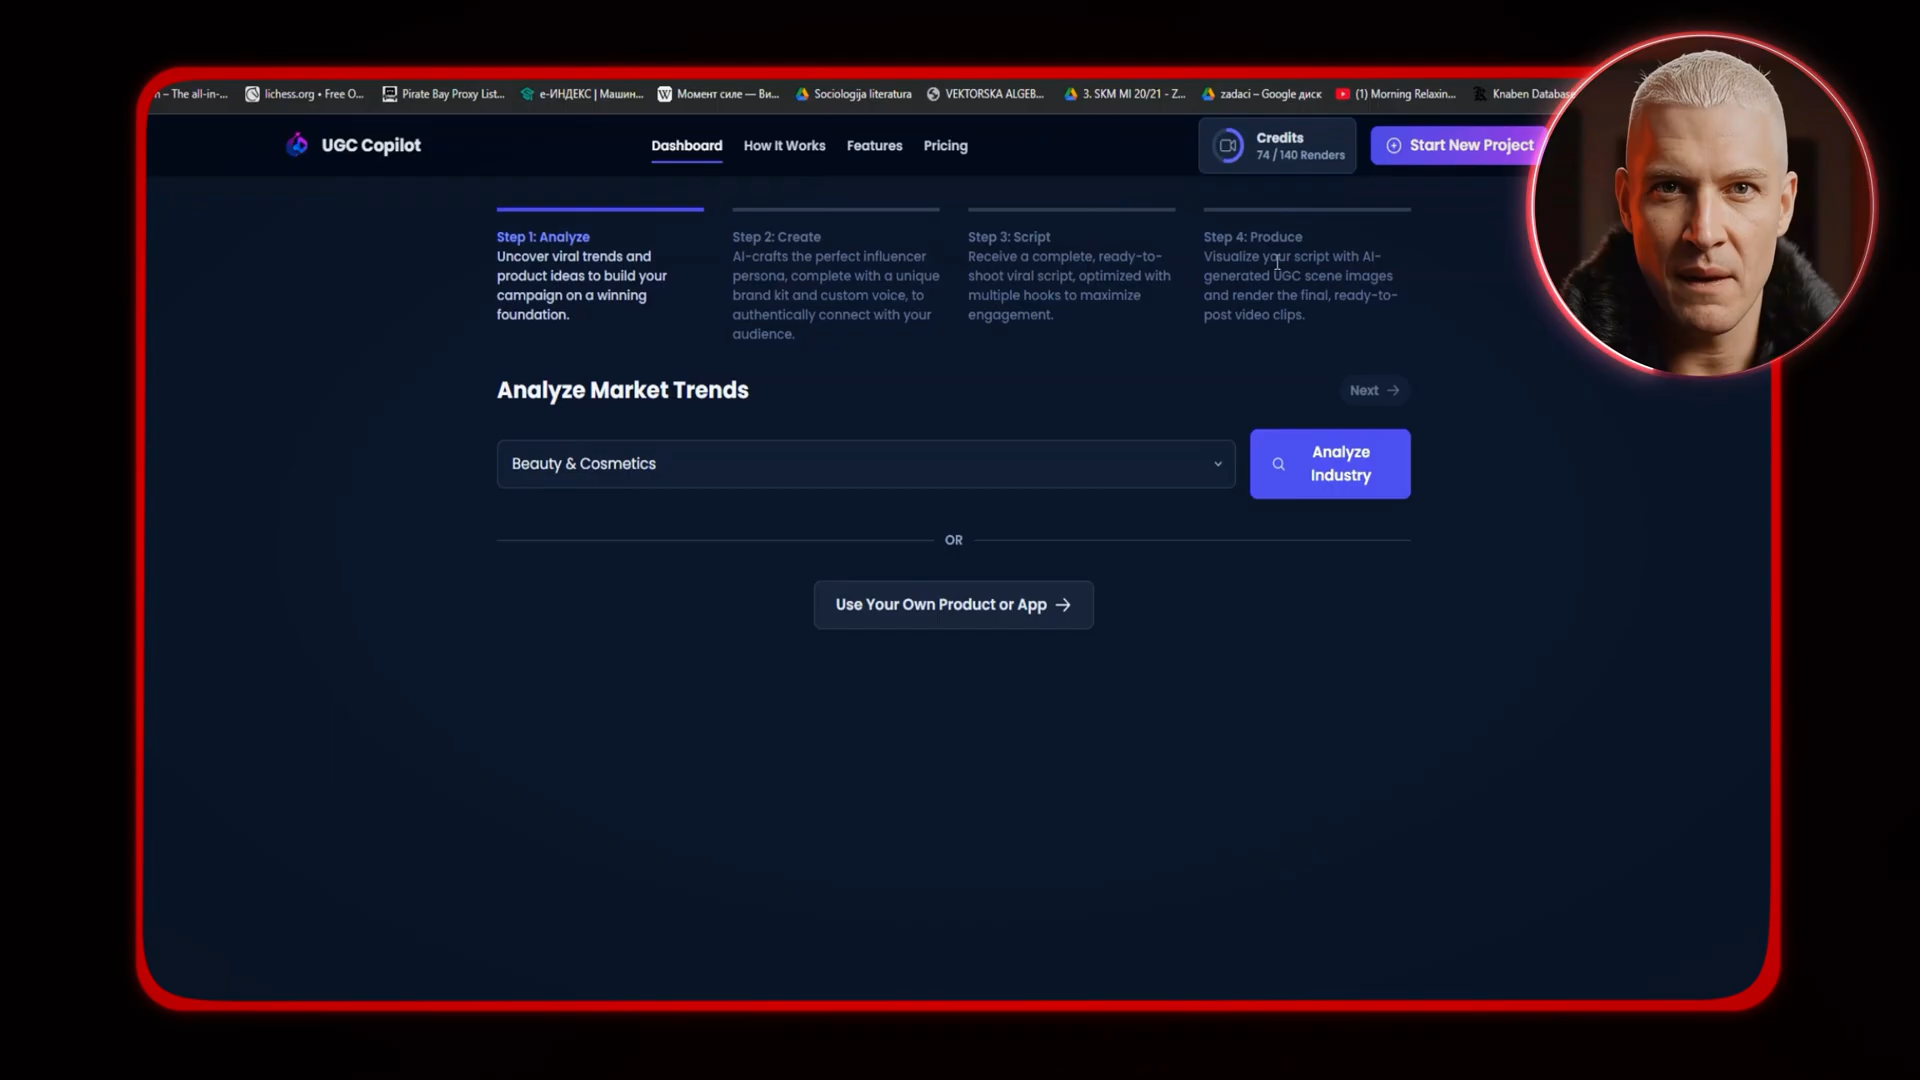 n – The all-in-...
lichess.org • Free O...
Pirate Bay Proxy List...
е-ИНДЕКС | Машин...
Момент силе — Ви...
Sociologija literatura
VEKTORSKA ALGEB...
3. SKM MI 20/21 - Z...
zadaci – Google диск
(1) Morning Relaxin...
Knaben Database
UGC Copilot
Dashboard
How It Works
Features
Pricing
Credits
74 / 140 Renders
Start New Project
Step 1: Analyze
Uncover viral trends and
product ideas to build your
campaign on a winning
foundation.
Step 2: Create
AI-crafts the perfect influencer
persona, complete with a unique
brand kit and custom voice, to
authentically connect with your
audience.
Step 3: Script
Receive a complete, ready-to-
shoot viral script, optimized with
multiple hooks to maximize
engagement.
Step 4: Produce
Visualize your script with AI-
generated UGC scene images
and render the final, ready-to-
post video clips.
Analyze Market Trends
Next
Beauty & Cosmetics
Analyze
Industry
OR
Use Your Own Product or App